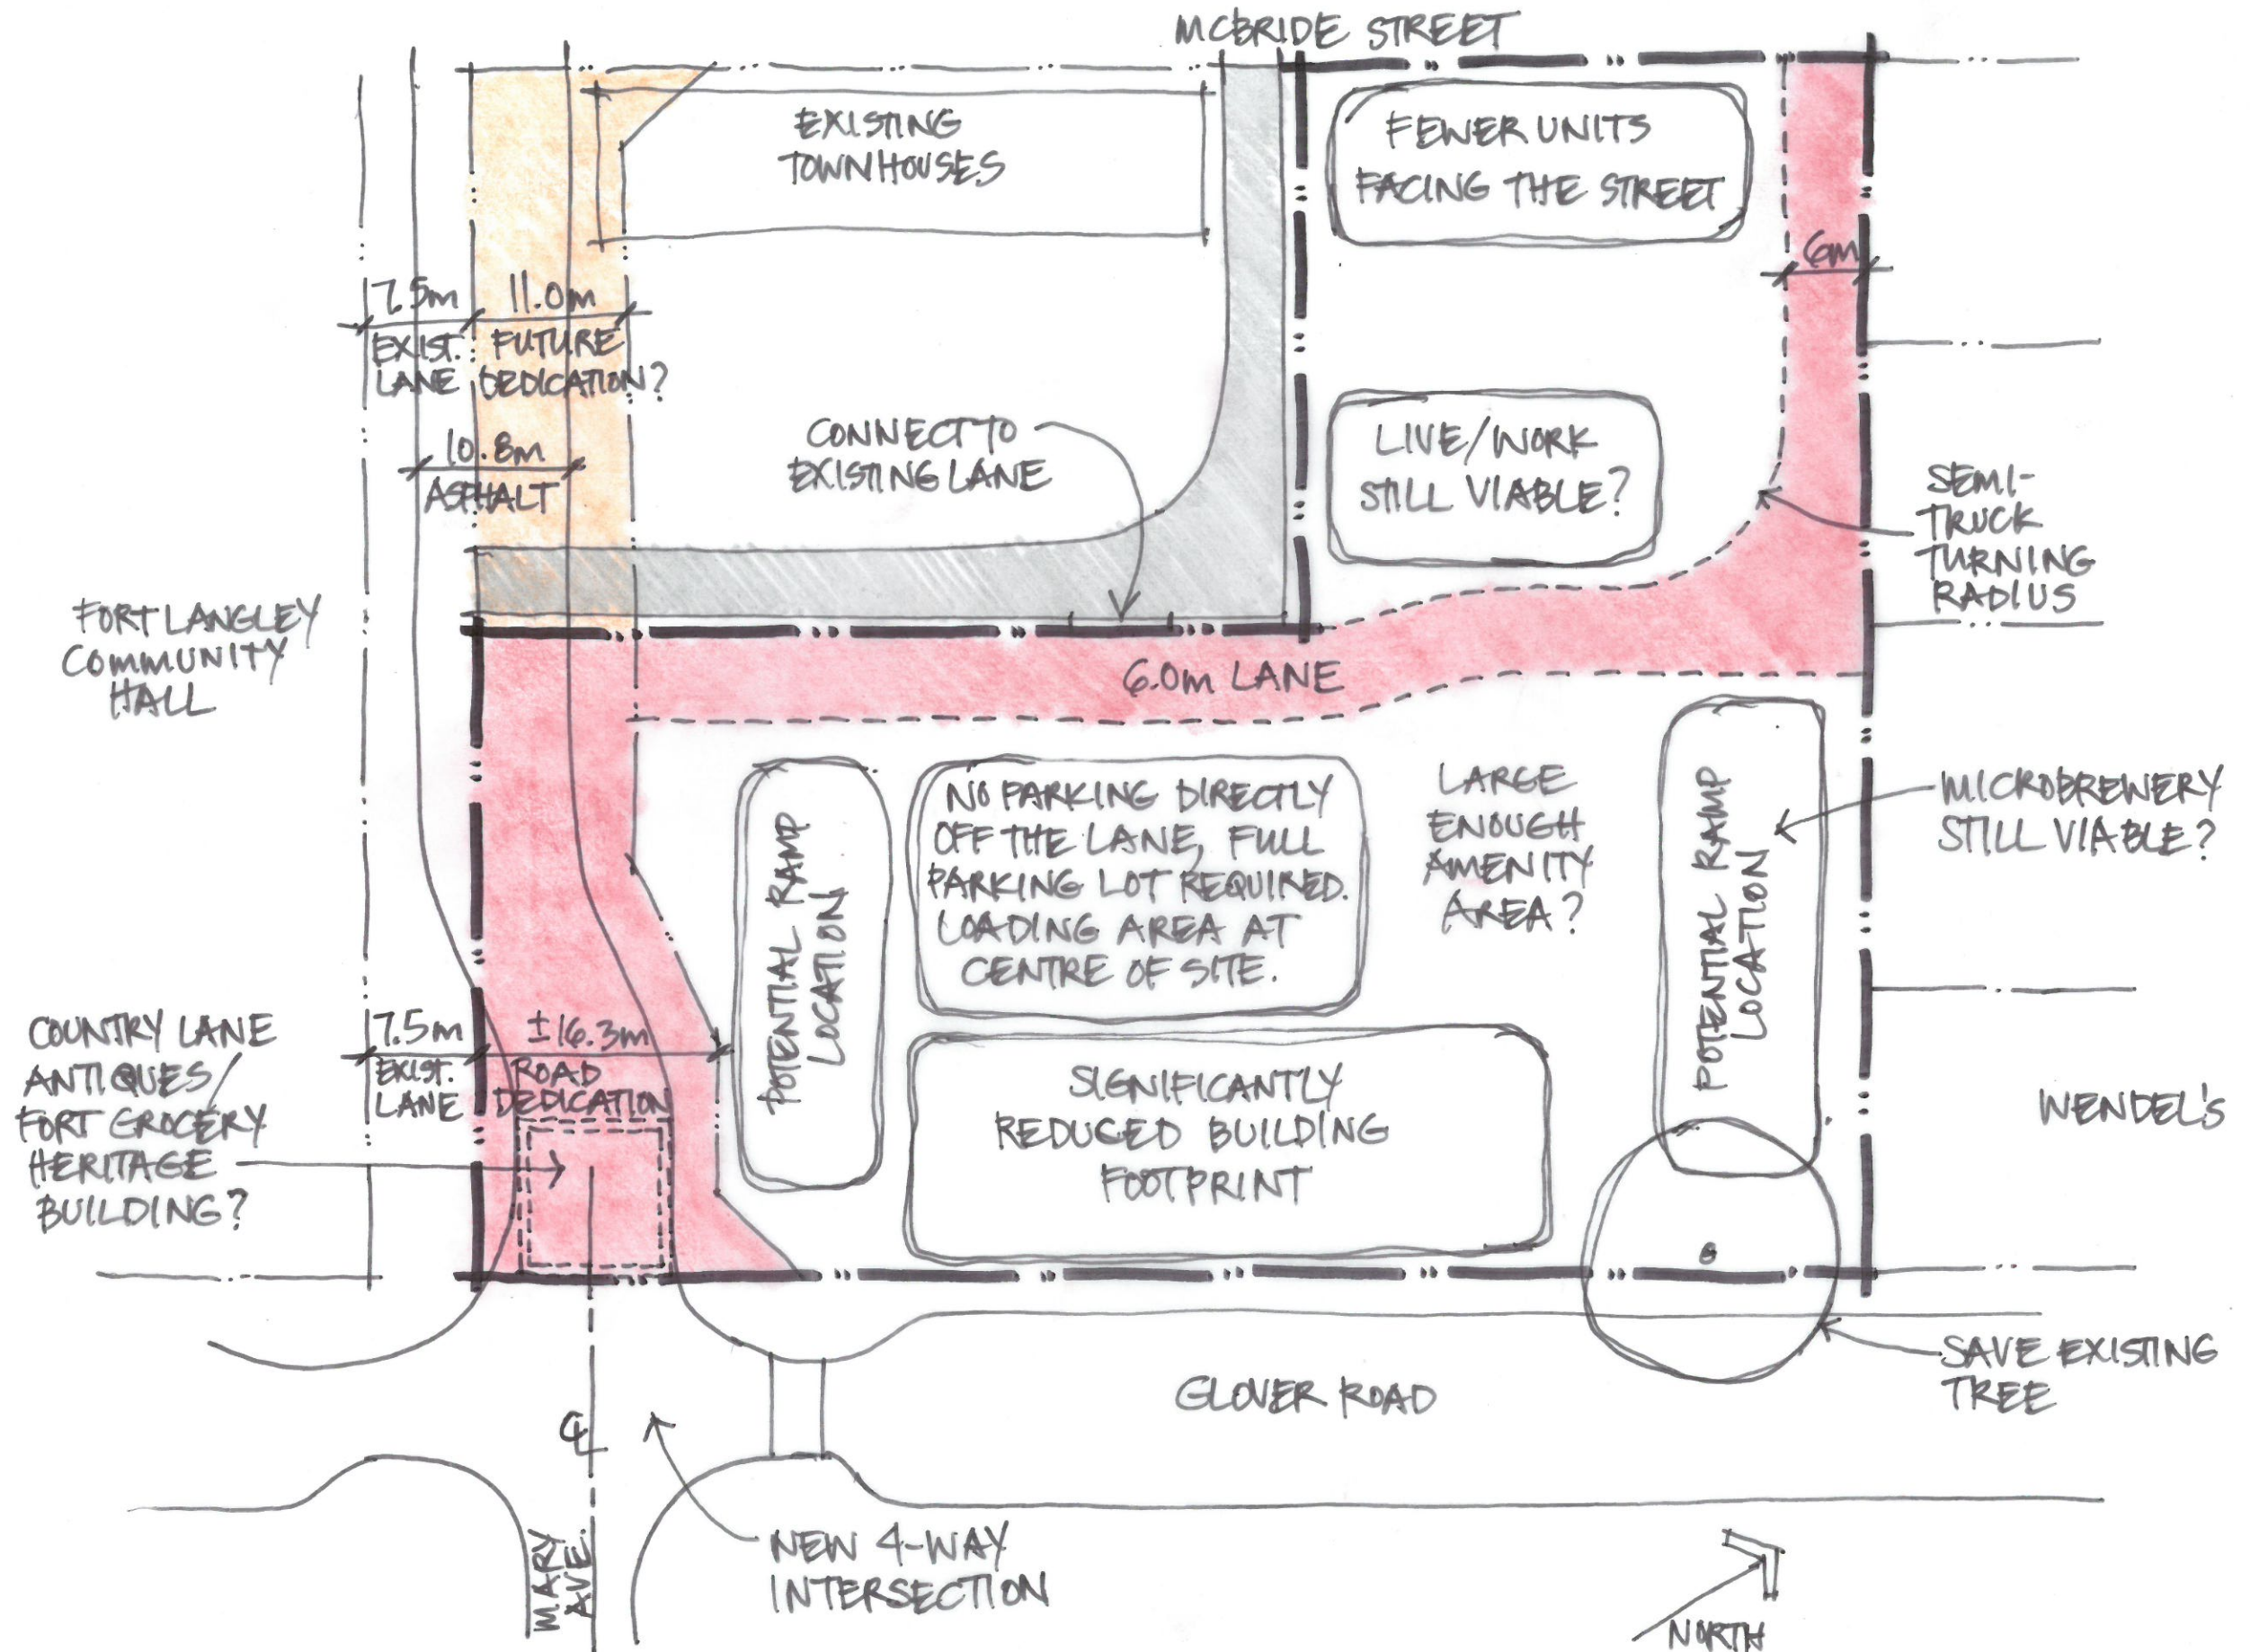 MCBRIDE STREET
EXISTING
TOWNHOUSES
FEWER UNITS
FACING THE STREET
6m
7.5m
EXIST.
LANE
11.0m
FUTURE
DEDICATION?
10.8m
ASPHALT
CONNECT TO
EXISTING LANE
LIVE/WORK
STILL VIABLE?
SEMI-
TRUCK
TURNING
RADIUS
FORT LANGLEY
COMMUNITY
HALL
6.0m LANE
POTENTIAL RAMP
LOCATION
NO PARKING DIRECTLY
OFF THE LANE, FULL
PARKING LOT REQUIRED.
LOADING AREA AT
CENTRE OF SITE.
LARGE
ENOUGH
AMENITY
AREA?
POTENTIAL RAMP
LOCATION
MICROBREWERY
STILL VIABLE?
COUNTRY LANE
ANTIQUES/
FORT GROCERY
HERITAGE
BUILDING?
7.5m
EXIST.
LANE
±16.3m
ROAD
DEDICATION
SIGNIFICANTLY
REDUCED BUILDING
FOOTPRINT
WENDEL'S
SAVE EXISTING
TREE
GLOVER ROAD
℄
MARY
AVE.
NEW 4-WAY
INTERSECTION
NORTH